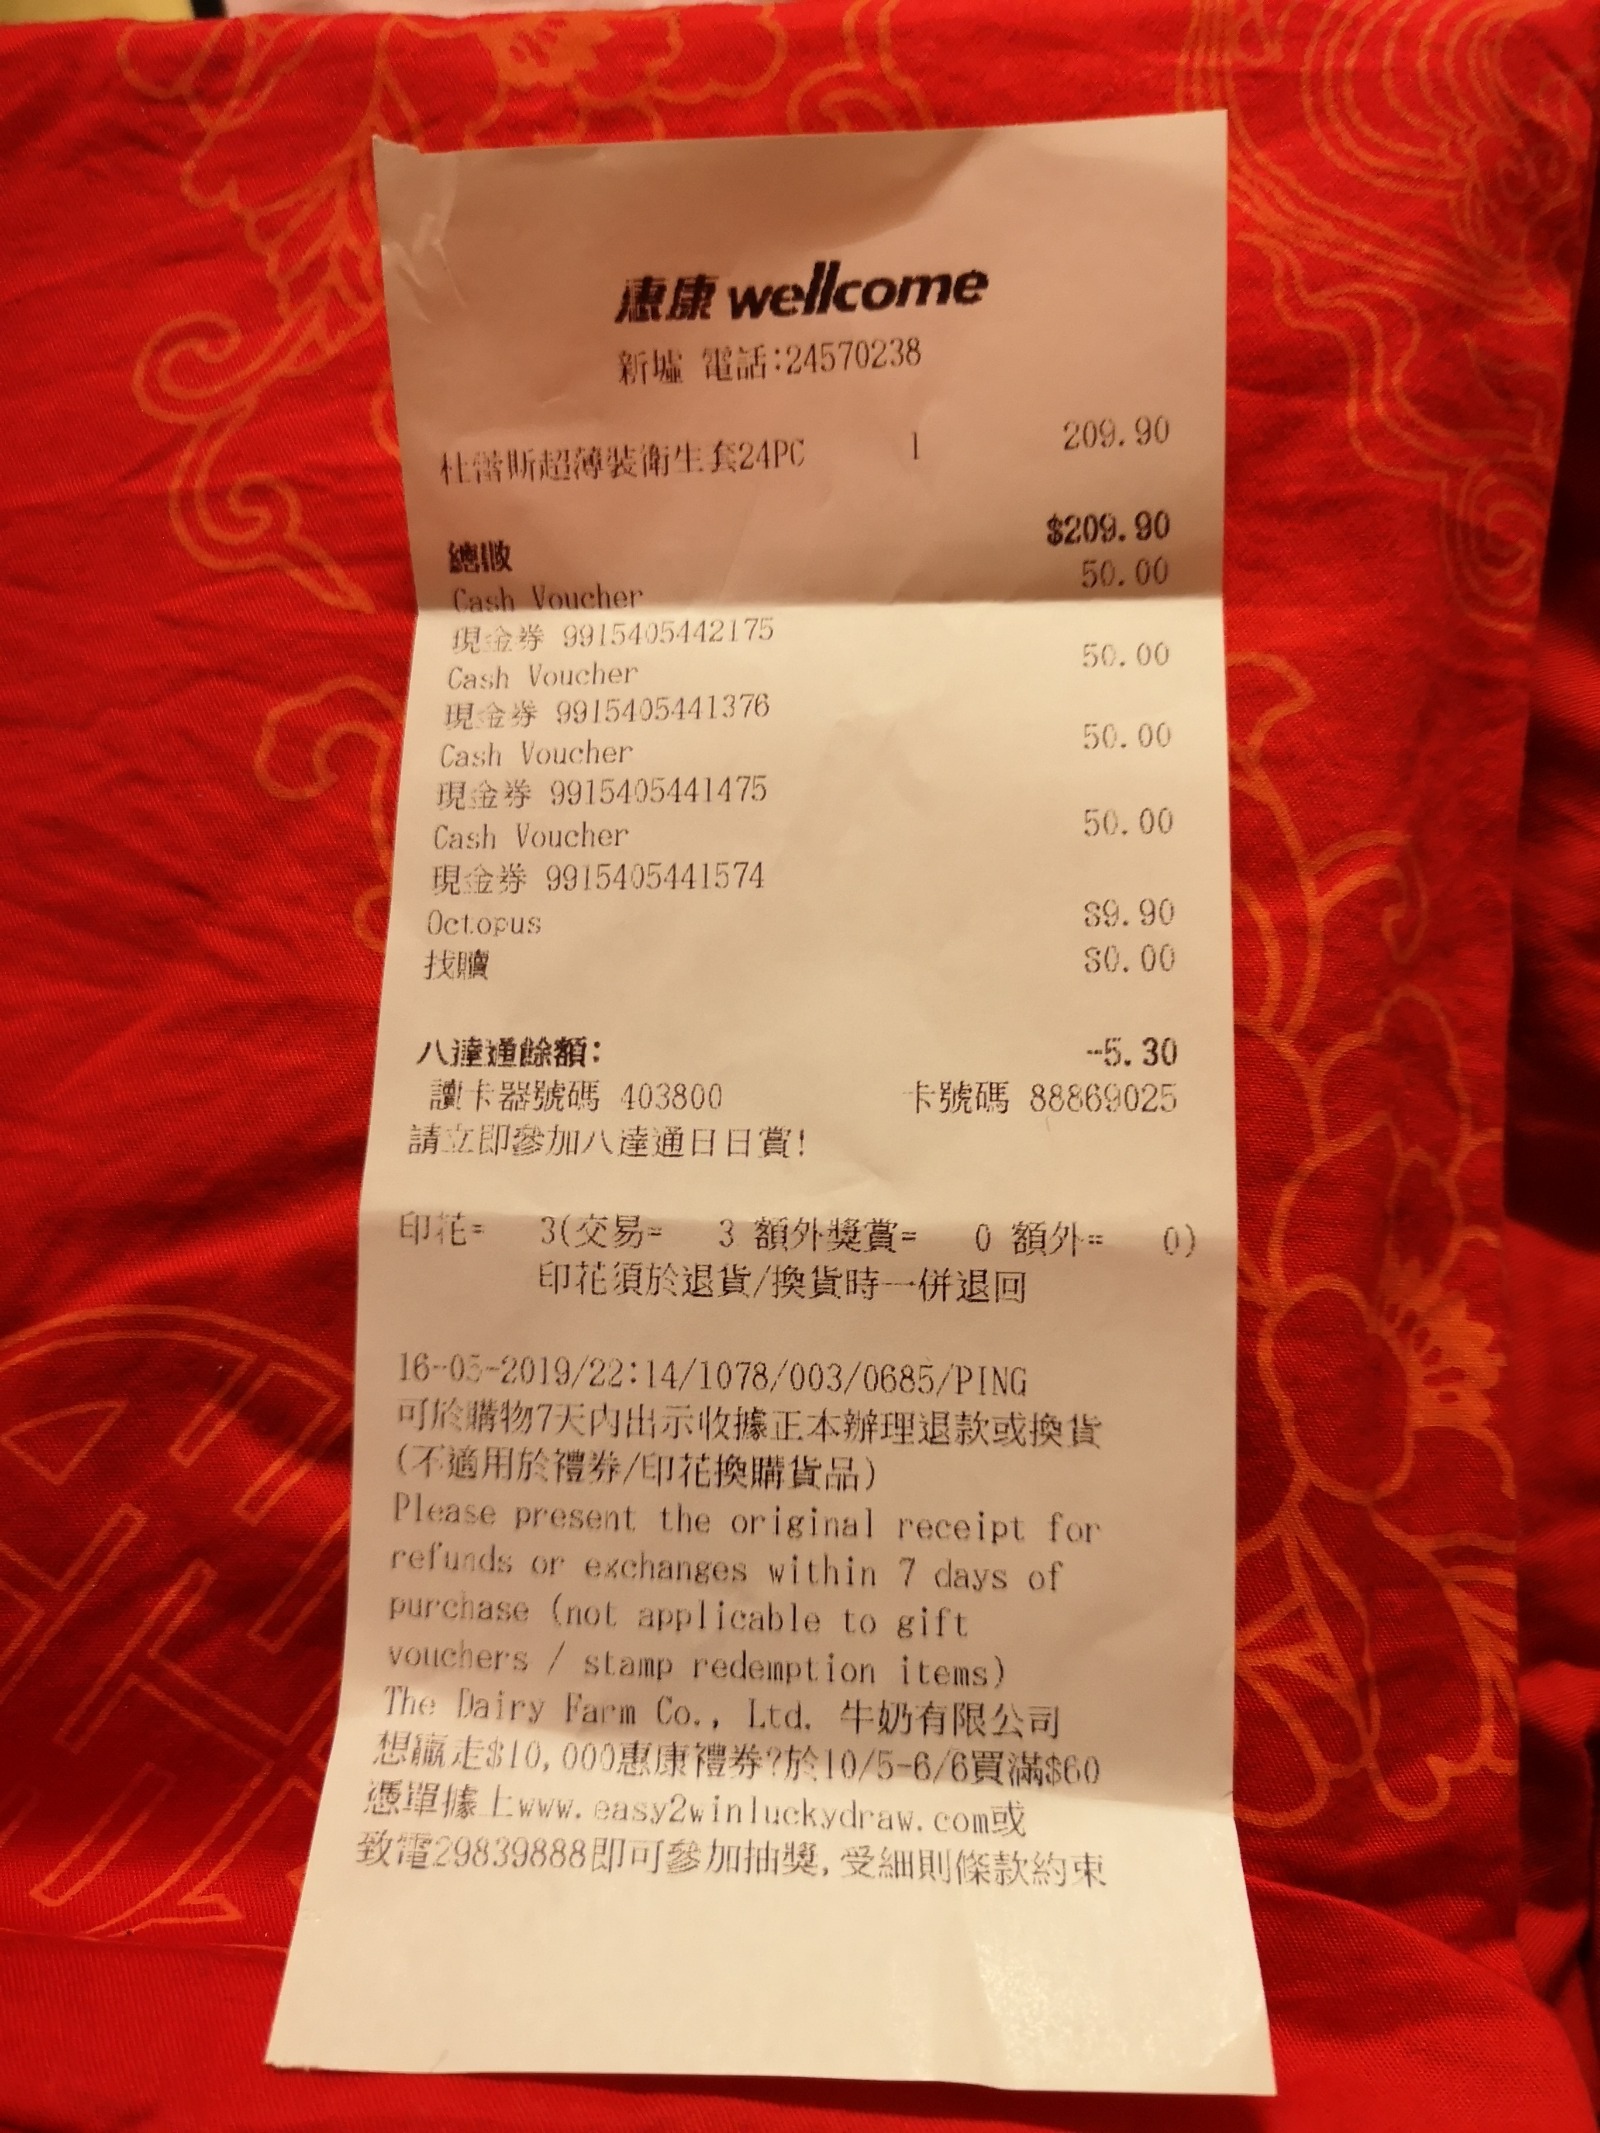 惠康 wellcome
新墟 電話:24570238
杜蕾斯超薄裝衛生套24PC 1 209.90
總收 $209.90
Cash Voucher 50.00
現金券 9915405442175
Cash Voucher 50.00
現金券 9915405441376
Cash Voucher 50.00
現金券 9915405441475
Cash Voucher 50.00
現金券 9915405441574
Octopus $9.90
找贖 $0.00
八達通餘額: -5.30
讀卡器號碼 403800 卡號碼 88869025
請立即參加八達通日日賞!
印花= 3(交易= 3 額外獎賞= 0 額外= 0)
印花須於退貨/換貨時一併退回
16-05-2019/22:14/1078/003/0685/PING
可於購物7天內出示收據正本辦理退款或換貨
(不適用於禮券/印花換購貨品)
Please present the original receipt for
refunds or exchanges within 7 days of
purchase (not applicable to gift
vouchers / stamp redemption items)
The Dairy Farm Co., Ltd. 牛奶有限公司
想贏走$10,000惠康禮券?於10/5-6/6買滿$60
憑單據上www.easy2winluckydraw.com或
致電29839888即可參加抽獎,受細則條款約束